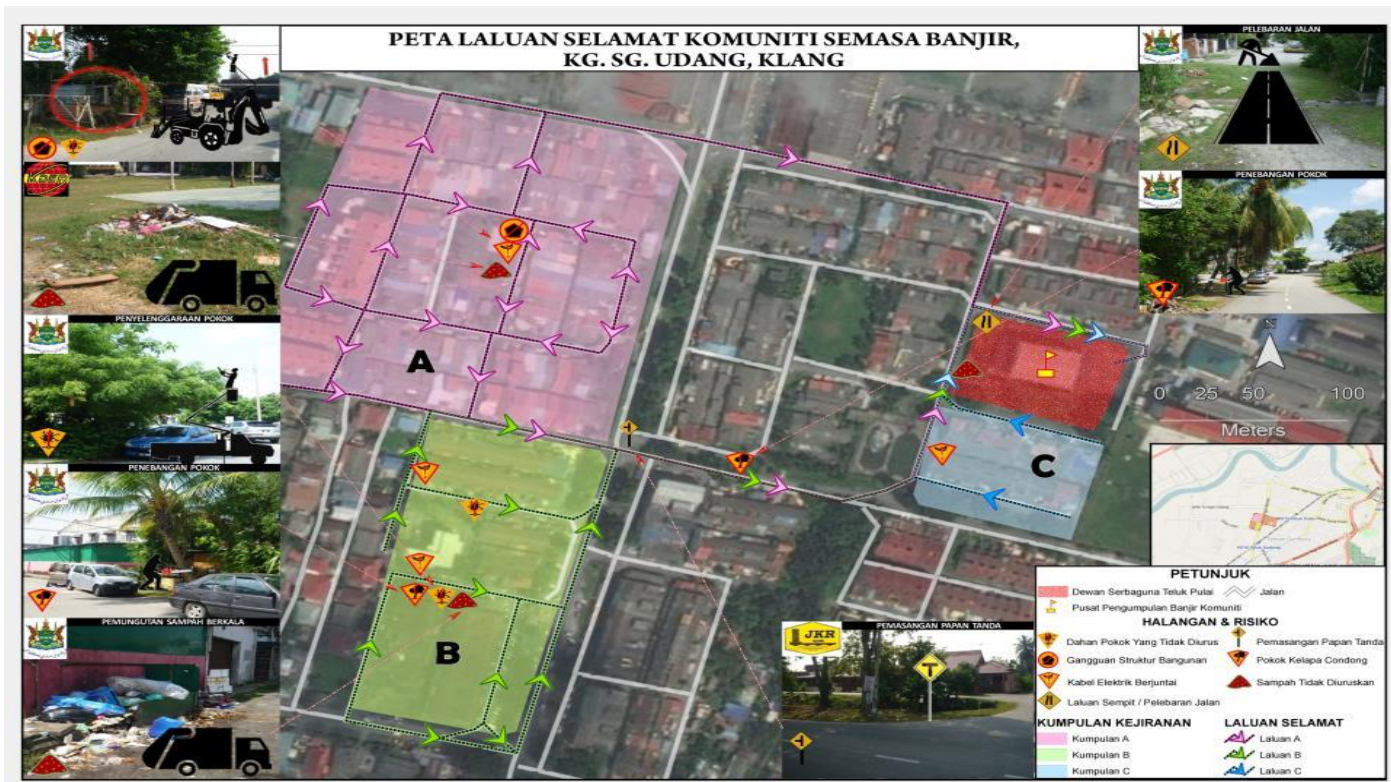 PETA LALUAN SELAMAT KOMUNITI SEMASA BANJIR,
KG. SG. UDANG, KLANG
PENYELENGGARAAN POKOK
PENEBANGAN POKOK
PEMUNGUTAN SAMPAH BERKALA
PELEBARAN JALAN
PENEBANGAN POKOK
A
B
C
N
0 25 50 100
Meters
JKR
PEMASANGAN PAPAN TANDA
PETUNJUK
Dewan Serbaguna Teluk Pulai
Jalan
Pusat Pengumpulan Banjir Komuniti
HALANGAN & RISIKO
Dahan Pokok Yang Tidak Diurus
Pemasangan Papan Tanda
Gangguan Struktur Bangunan
Pokok Kelapa Condong
Kabel Elektrik Berjuntai
Sampah Tidak Diuruskan
Laluan Sempit / Pelebaran Jalan
KUMPULAN KEJIRANAN
LALUAN SELAMAT
Kumpulan A
Laluan A
Kumpulan B
Laluan B
Kumpulan C
Laluan C